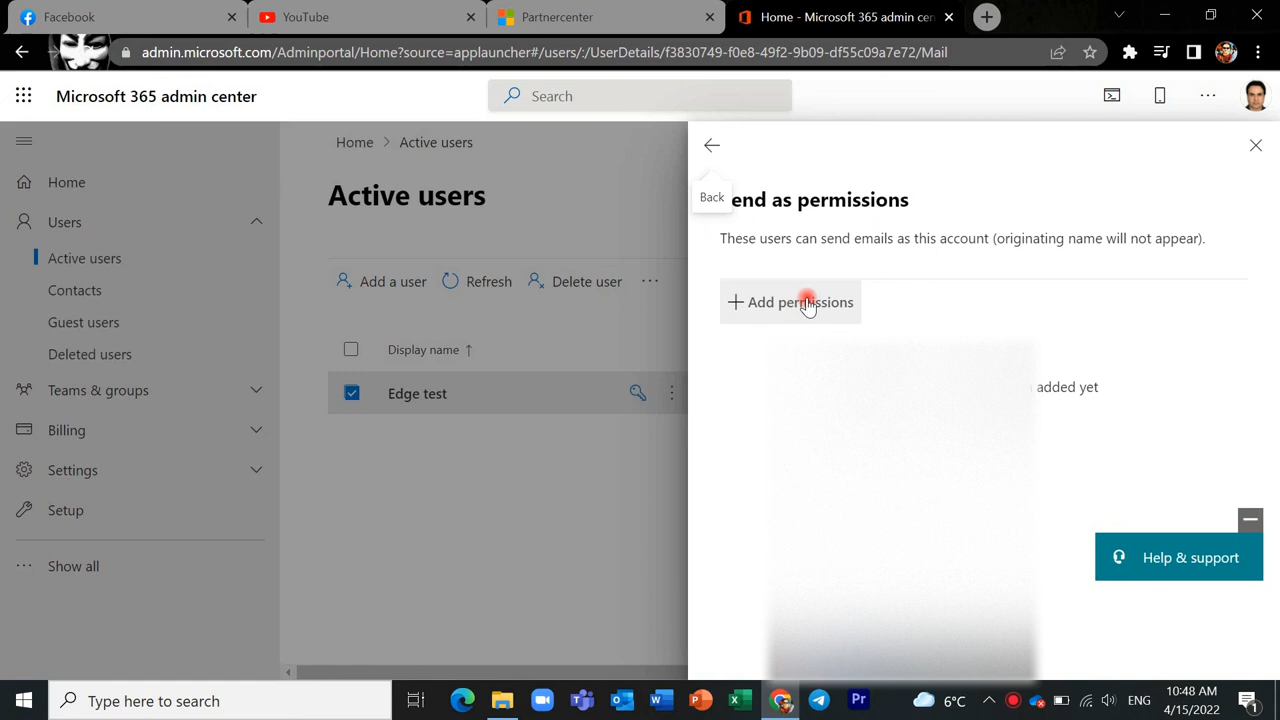 Facebook
YouTube
Partnercenter
Home - Microsoft 365 admin cen
admin.microsoft.com/Adminportal/Home?source=applauncher#/users/:/UserDetails/f3830749-f0e8-49f2-9b09-df55c09a7e72/Mail
Microsoft 365 admin center
Search
Home
Users
Active users
Contacts
Guest users
Deleted users
Teams & groups
Billing
Settings
Setup
Show all
Home > Active users
Active users
Add a user
Refresh
Delete user
Display name ↑
Edge test
Back
end as permissions
These users can send emails as this account (originating name will not appear).
+ Add permissions
added yet
Help & support
Type here to search
Pr
6°C
ENG
10:48 AM
4/15/2022
1